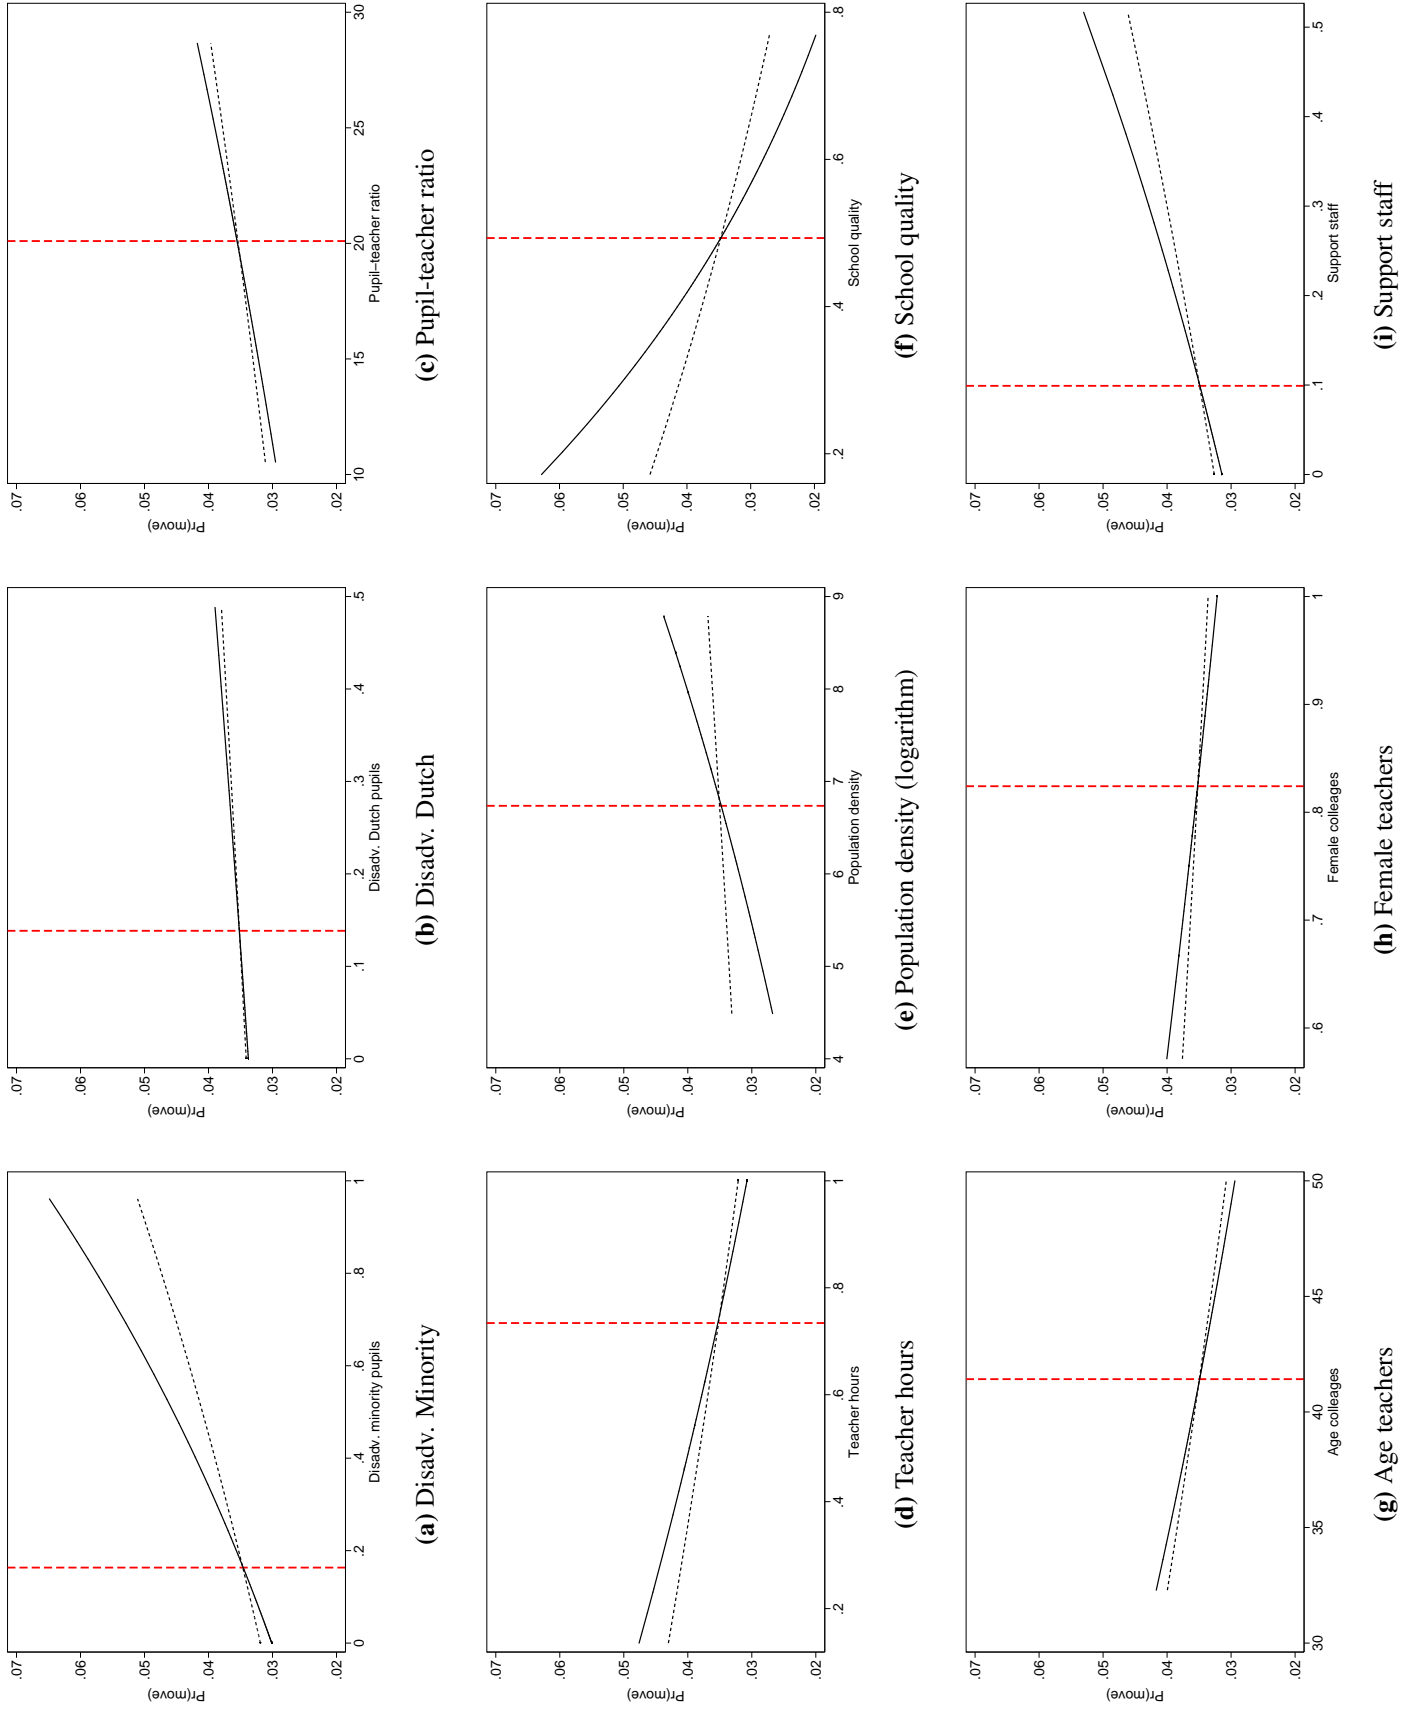 Pr(move)
.07
.06
.05
.04
.03
.02
0 .2 .4 .6 .8 1
Disadv. minority pupils
(a) Disadv. Minority
Pr(move)
.07
.06
.05
.04
.03
.02
0 .1 .2 .3 .4 .5
Disadv. Dutch pupils
(b) Disadv. Dutch
Pr(move)
.07
.06
.05
.04
.03
.02
10 15 20 25 30
Pupil−teacher ratio
(c) Pupil-teacher ratio
Pr(move)
.07
.06
.05
.04
.03
.02
.2 .4 .6 .8 1
Teacher hours
(d) Teacher hours
Pr(move)
.07
.06
.05
.04
.03
.02
4 5 6 7 8 9
Population density
(e) Population density (logarithm)
Pr(move)
.07
.06
.05
.04
.03
.02
.2 .4 .6 .8
School quality
(f) School quality
Pr(move)
.07
.06
.05
.04
.03
.02
30 35 40 45 50
Age colleages
(g) Age teachers
Pr(move)
.07
.06
.05
.04
.03
.02
.6 .7 .8 .9 1
Female colleages
(h) Female teachers
Pr(move)
.07
.06
.05
.04
.03
.02
0 .1 .2 .3 .4 .5
Support staff
(i) Support staff